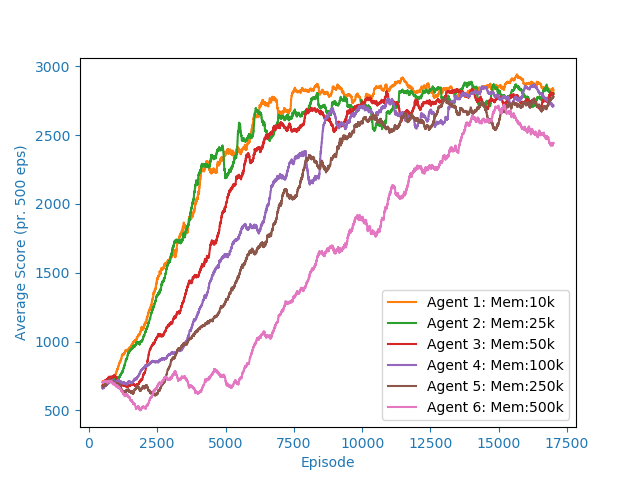 Average Score (pr. 500 eps)
3000
2500
2000
1500
1000
500
0
2500
5000
7500
10000
12500
15000
17500
Episode
Agent 1: Mem:10k
Agent 2: Mem:25k
Agent 3: Mem:50k
Agent 4: Mem:100k
Agent 5: Mem:250k
Agent 6: Mem:500k